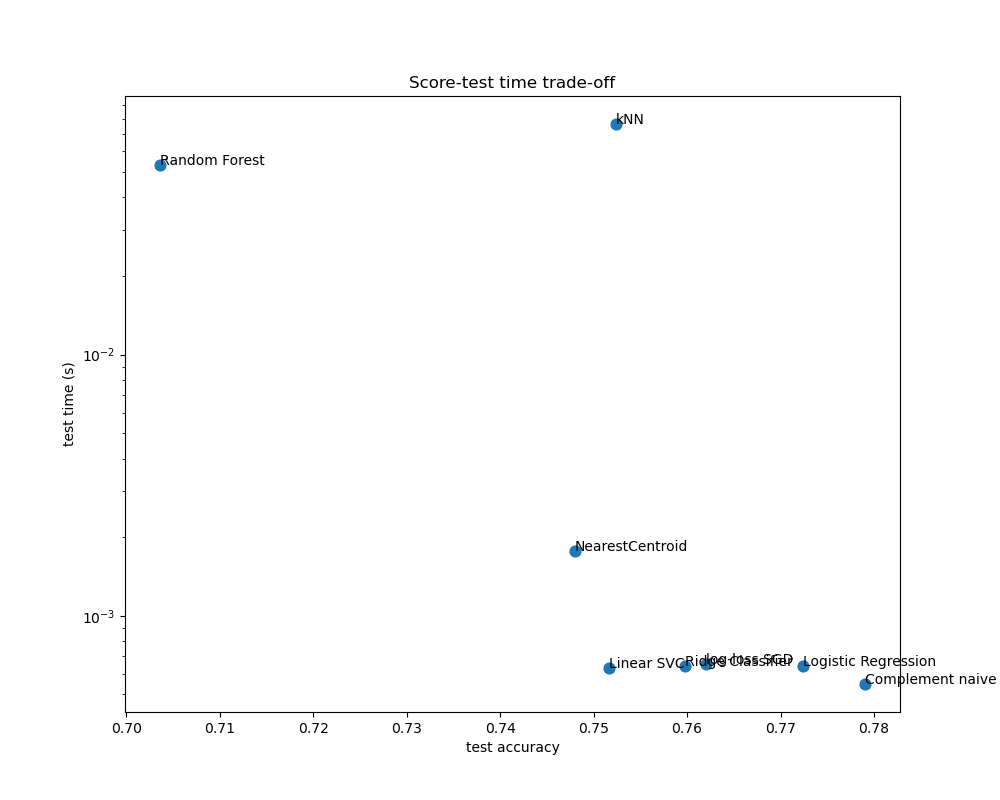 Score-test time trade-off
kNN
Random Forest
10⁻²
test time (s)
NearestCentroid
10⁻³
Linear SVC
Ridge Classifier
log-loss SGD
Logistic Regression
Complement naive
0.70 0.71 0.72 0.73 0.74 0.75 0.76 0.77 0.78
test accuracy